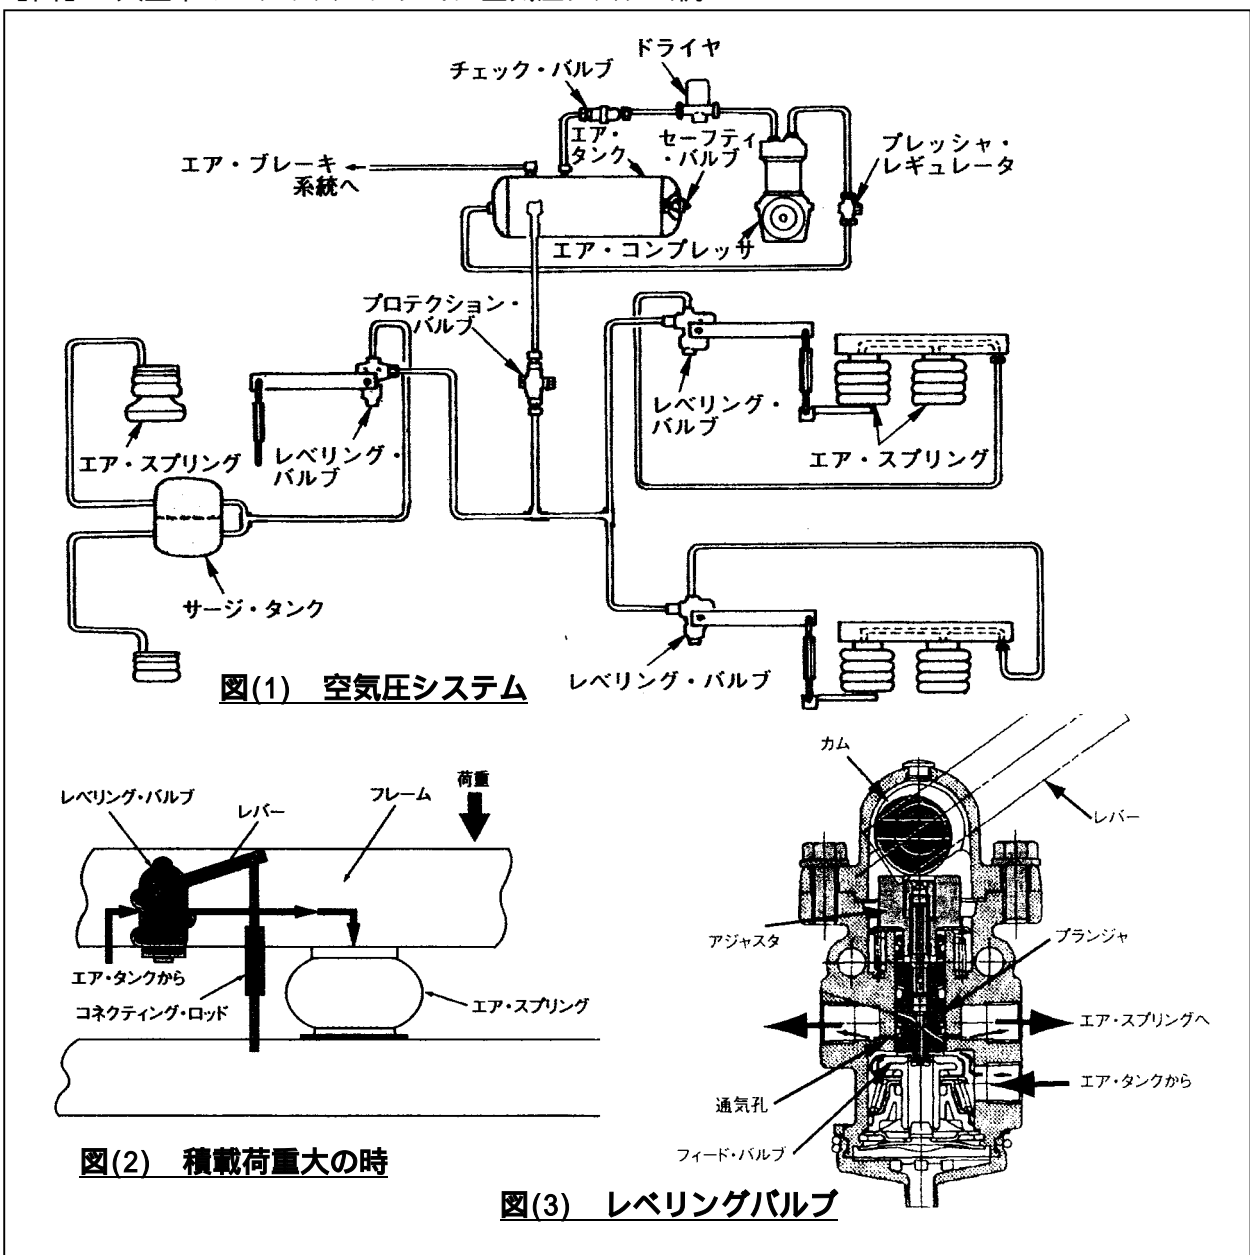 ドライヤ
チェック・バルブ
エア・
タンク
セーフティ
・バルブ
プレッシャ・
レギュレータ
エア・ブレーキ
系統へ
エア・コンプレッサ
プロテクション・
バルブ
エア・スプリング
レベリング・
バルブ
レベリング・
バルブ
エア・スプリング
サージ・タンク
レベリング・バルブ
図(1) 空気圧システム
荷重
レベリング・バルブ
レバー
フレーム
エア・タンクから
コネクティング・ロッド
エア・スプリング
図(2) 積載荷重大の時
カム
レバー
アジャスタ
プランジャ
エア・スプリングへ
エア・タンクから
通気孔
フィード・バルブ
図(3) レベリングバルブ